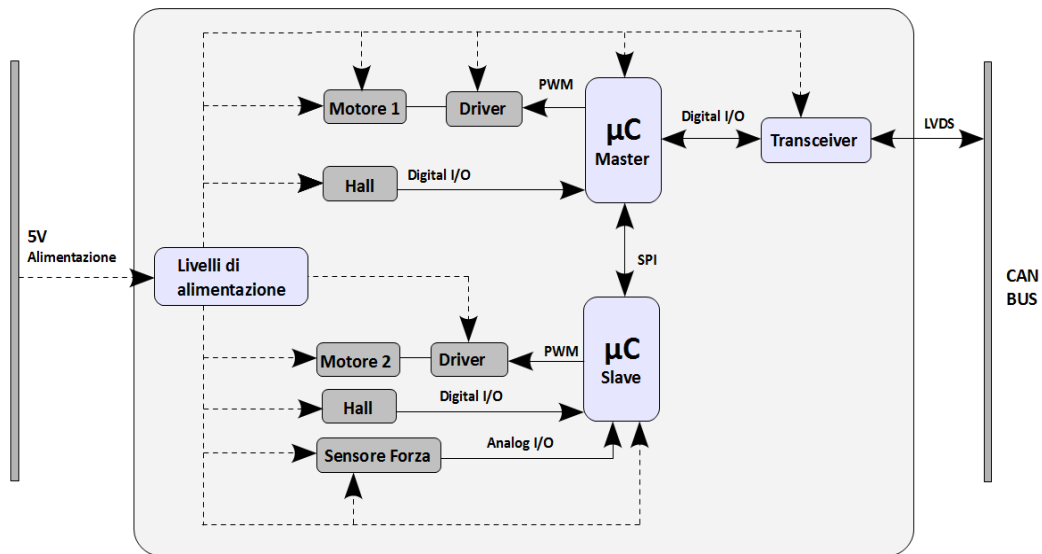 PWM
Motore 1
Driver
µC
Master
Digital I/O
Transceiver
LVDS
Hall
Digital I/O
5V
Alimentazione
Livelli di
alimentazione
SPI
CAN
BUS
Motore 2
Driver
PWM
µC
Slave
Hall
Digital I/O
Sensore Forza
Analog I/O